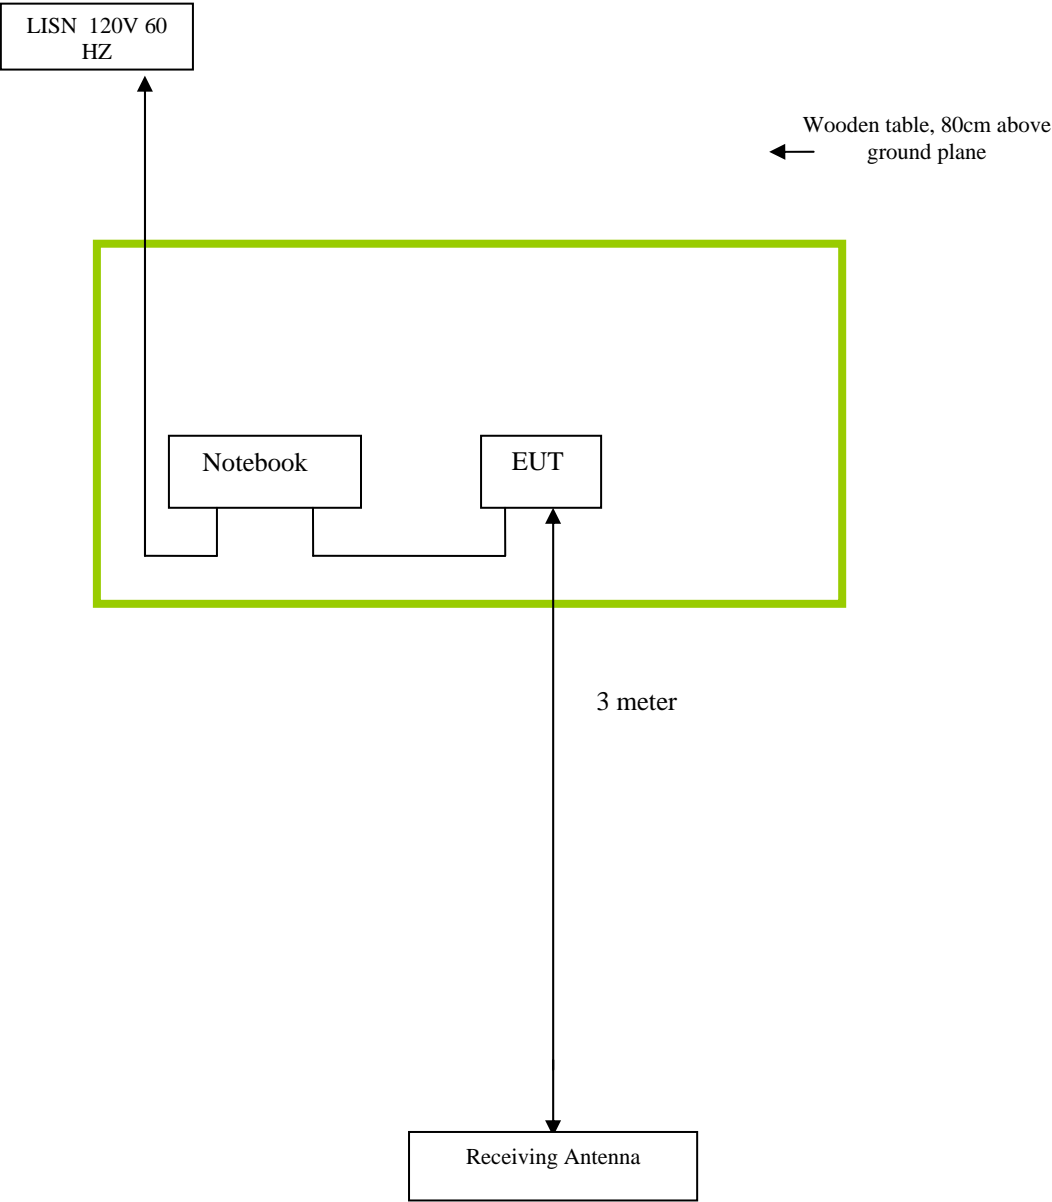 LISN 120V 60
HZ
Wooden table, 80cm above
ground plane
Notebook
EUT
3 meter
Receiving Antenna